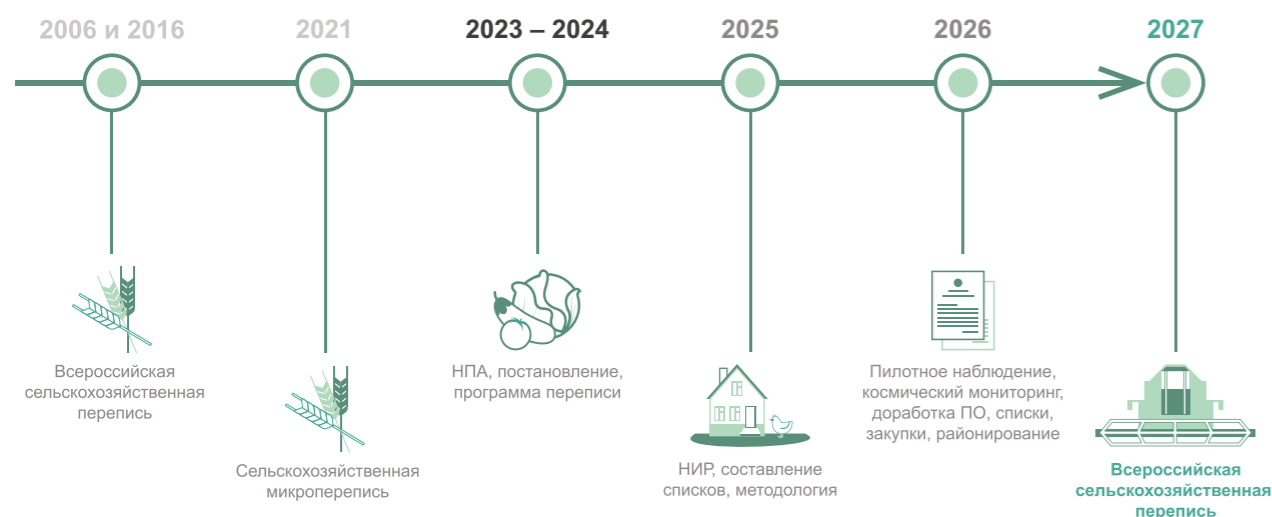 2006 и 2016
2021
2023 – 2024
2025
2026
2027
Всероссийская
сельскохозяйственная
перепись
Сельскохозяйственная
микроперепись
НПА, постановление,
программа переписи
НИР, составление
списков, методология
Пилотное наблюдение,
космический мониторинг,
доработка ПО, списки,
закупки, районирование
Всероссийская
сельскохозяйственная
перепись